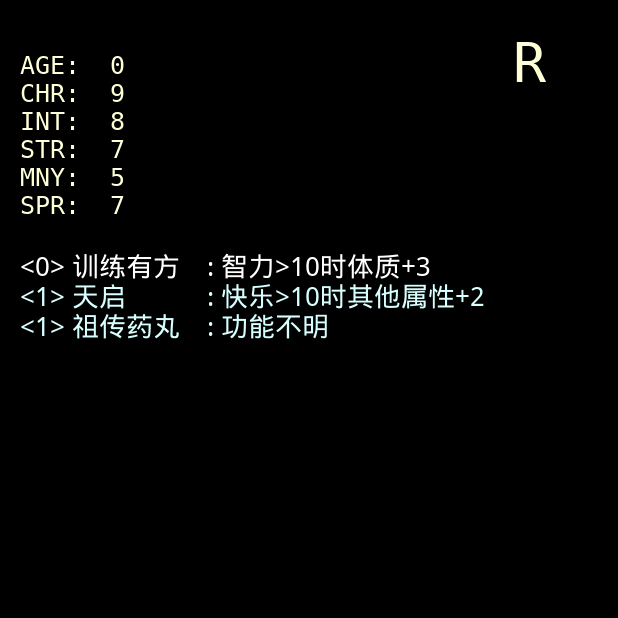 R
AGE: 0
CHR: 9
INT: 8
STR: 7
MNY: 5
SPR: 7
<0> 训练有方 : 智力>10时体质+3
<1> 天启 : 快乐>10时其他属性+2
<1> 祖传药丸 : 功能不明